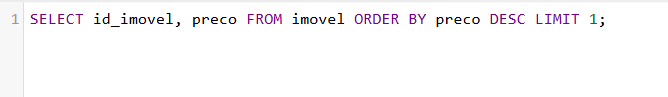 1 SELECT id_imovel, preco FROM imovel ORDER BY preco DESC LIMIT 1;